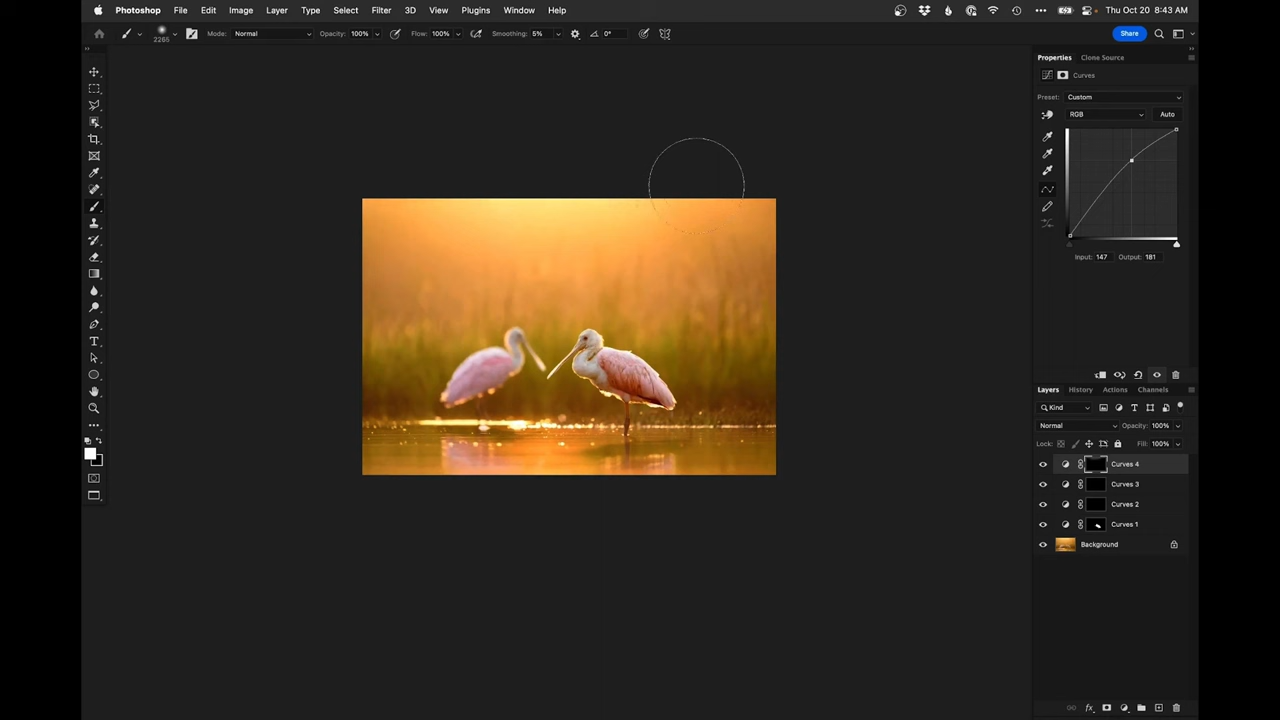 Photoshop File Edit Image Layer Type Select Filter 3D View Plugins Window Help Thu Oct 20 8:43 AM
2265 Mode: Normal Opacity: 100% Flow: 100% Smoothing: 5% 0° Share
Properties Clone Source
Curves
Preset: Custom
RGB Auto
Input: 147 Output: 181
Layers History Actions Channels
Kind
Normal Opacity: 100%
Lock: Fill: 100%
Curves 4
Curves 3
Curves 2
Curves 1
Background